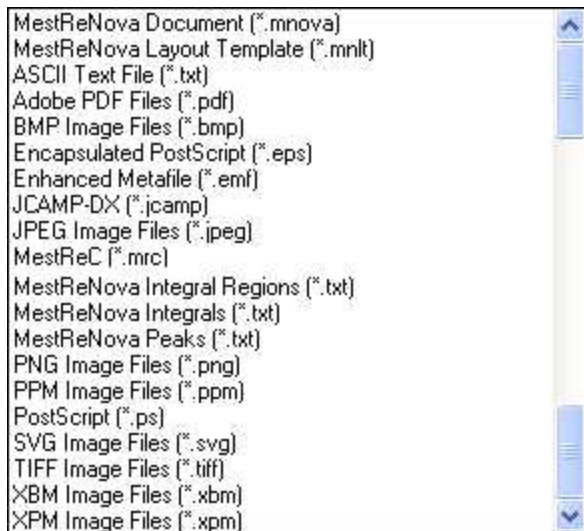 MestReNova Document (*.mnova)
MestReNova Layout Template (*.mnlt)
ASCII Text File (*.txt)
Adobe PDF Files (*.pdf)
BMP Image Files (*.bmp)
Encapsulated PostScript (*.eps)
Enhanced Metafile (*.emf)
JCAMP-DX (*.jcamp)
JPEG Image Files (*.jpeg)
MestReC (*.mrc)
MestReNova Integral Regions (*.txt)
MestReNova Integrals (*.txt)
MestReNova Peaks (*.txt)
PNG Image Files (*.png)
PPM Image Files (*.ppm)
PostScript (*.ps)
SVG Image Files (*.svg)
TIFF Image Files (*.tiff)
XBM Image Files (*.xbm)
XPM Image Files (*.xpm)